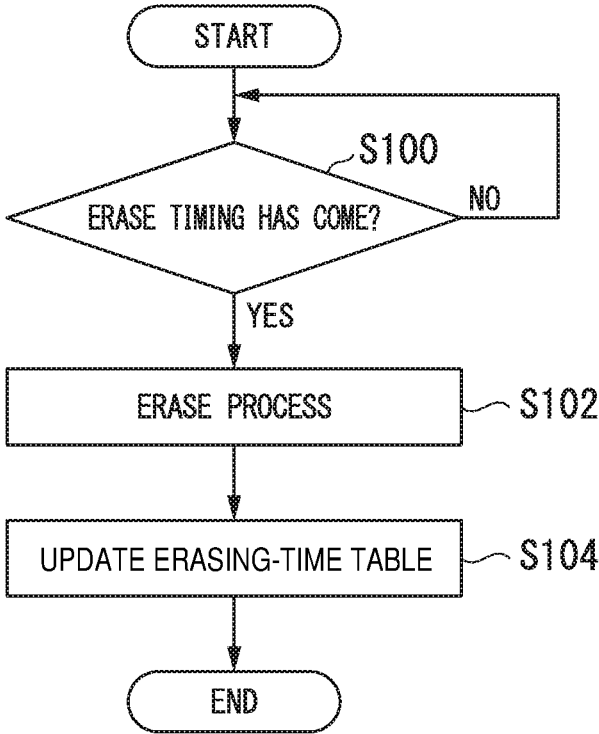 START
S100
ERASE TIMING HAS COME?
NO
YES
ERASE PROCESS
S102
UPDATE ERASING-TIME TABLE
S104
END